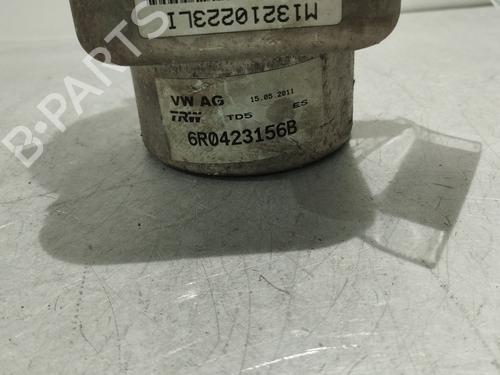 M13210223LI
VW AG 15.05.2011
TRW TD5 ES
6R0423156B
B-PARTS